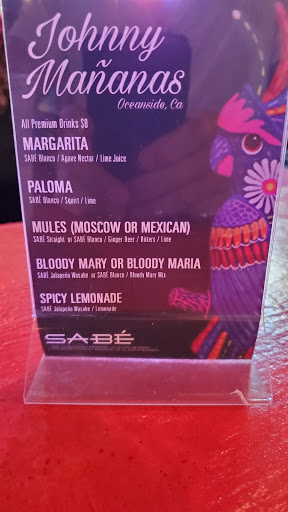 Johnny
Mañanas
Oceanside, Ca
All Premium Drinks $8
MARGARITA
SABÉ Blanco / Agave Nectar / Lime Juice
PALOMA
SABÉ Blanco / Squirt / Lime
MULES (MOSCOW OR MEXICAN)
SABÉ Straight or SABÉ Blanco / Ginger Beer / Bitters / Lime
BLOODY MARY OR BLOODY MARIA
SABÉ Jalapeño Wasabe or SABÉ Blanco / Bloody Mary Mix
SPICY LEMONADE
SABÉ Jalapeño Wasabe / Lemonade
SABÉ